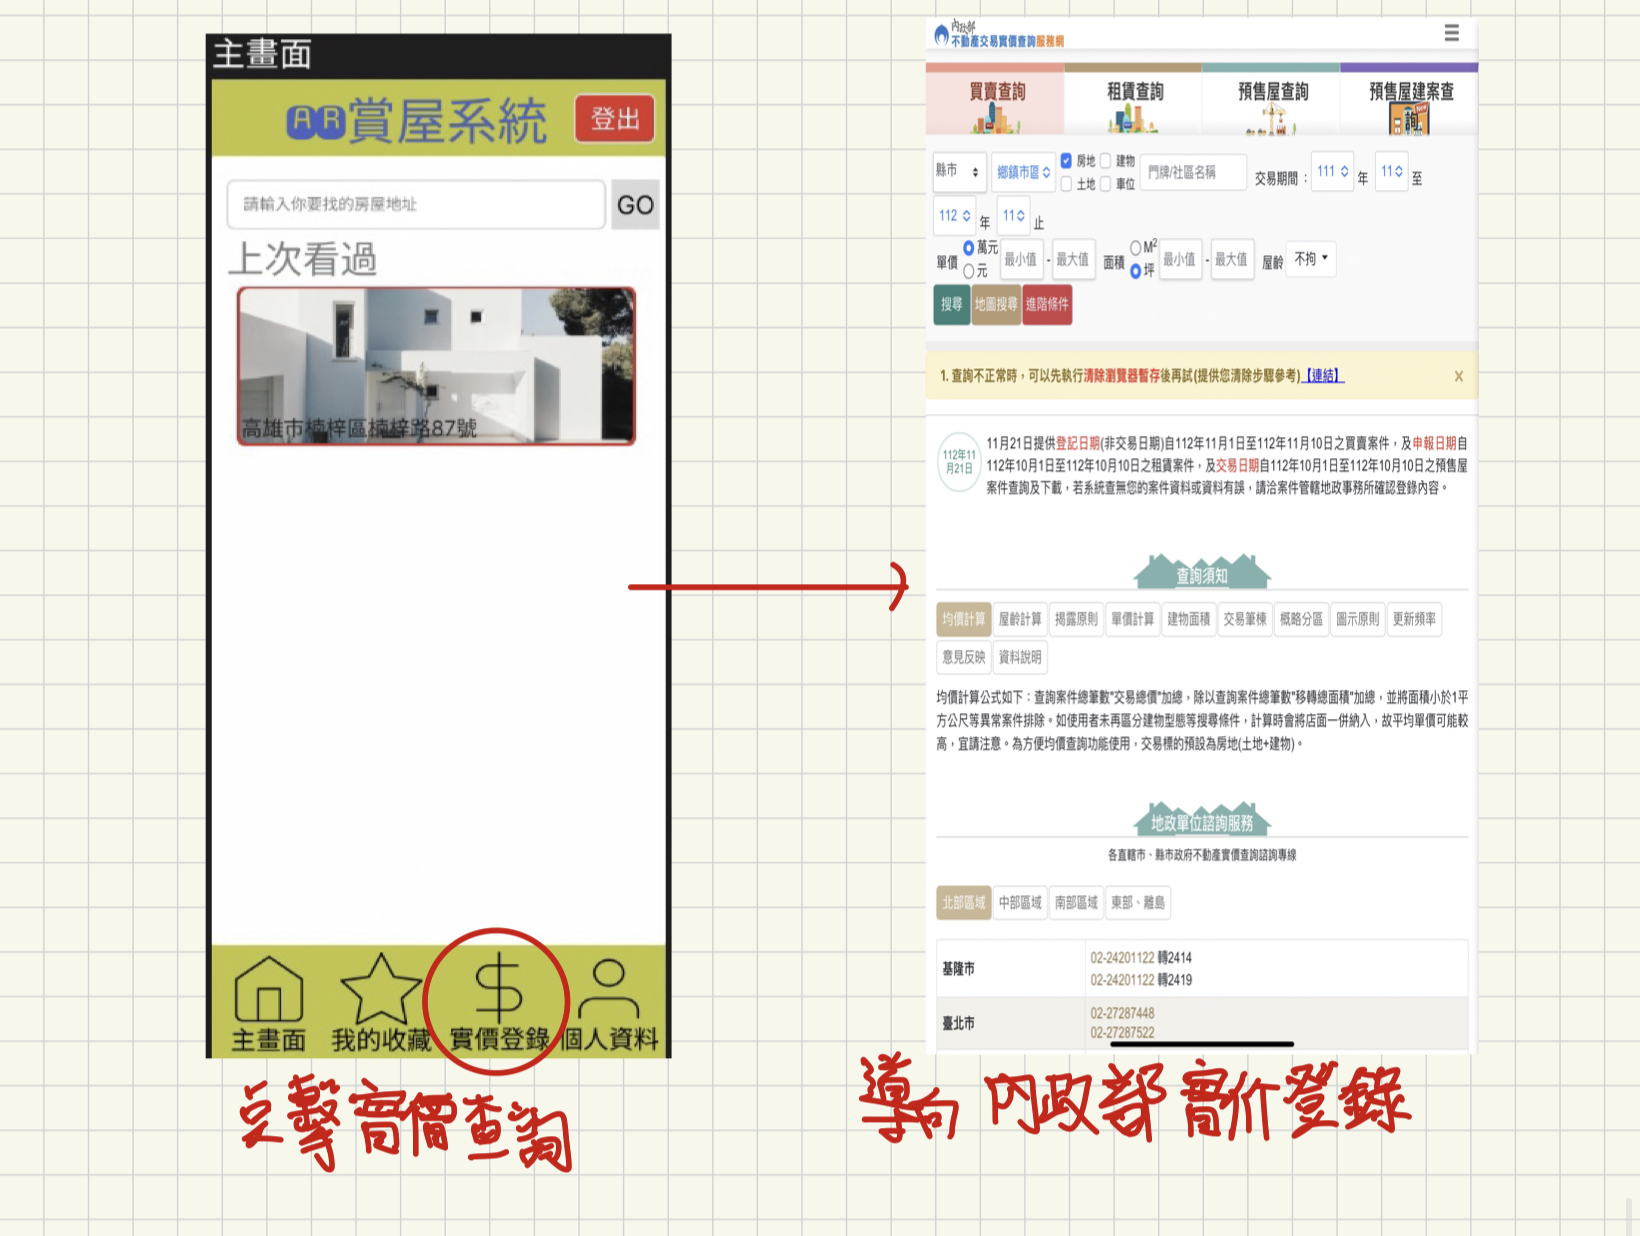 主畫面
AR賞屋系統
登出
請輸入你要找的房屋地址
GO
上次看過
高雄市楠梓區楠梓路87號
主畫面 我的收藏 實價登錄 個人資料
点擊實價查詢
內政部
不動產交易實價查詢服務網
買賣查詢 租賃查詢 預售屋查詢 預售屋建案查詢
縣市 鄉鎮市區 房地 建物 土地 車位 門牌/社區名稱 交易期間： 111 年 11 至
112 年 11 止
單價 萬元 元 最小值 - 最大值 面積 M² 坪 最小值 - 最大值 屋齡 不拘
搜尋 地圖搜尋 進階條件
1. 查詢不正常時，可以先執行清除瀏覽器暫存後再試(提供您清除步驟參考)【連結】 x
112年11月21日
11月21日提供登記日期(非交易日期)自112年11月1日至112年11月10日之買賣案件，及申報日期自
112年10月1日至112年10月10日之租賃案件，及交易日期自112年10月1日至112年10月10日之預售屋
案件查詢及下載，若系統查無您的案件資料或資料有誤，請洽案件管轄地政事務所確認登錄內容。
查詢須知
均價計算 屋齡計算 揭露原則 單價計算 建物面積 交易筆棟 概略分區 圖示原則 更新頻率
意見反映 資料說明
均價計算公式如下：查詢案件總筆數"交易總價"加總，除以查詢案件總筆數"移轉總面積"加總，並將面積小於1平
方公尺等異常案件排除。如使用者未再區分建物型態等搜尋條件，計算時會將店面一併納入，故平均單價可能較
高，宜請注意。為方便均價查詢功能使用，交易標的預設為房地(土地+建物)。
地政單位諮詢服務
各直轄市、縣市政府不動產實價查詢諮詢專線
北部區域 中部區域 南部區域 東部、離島
基隆市
02-24201122 轉2414
02-24201122 轉2419
臺北市
02-27287448
02-27287522
導向 內政部實价登錄